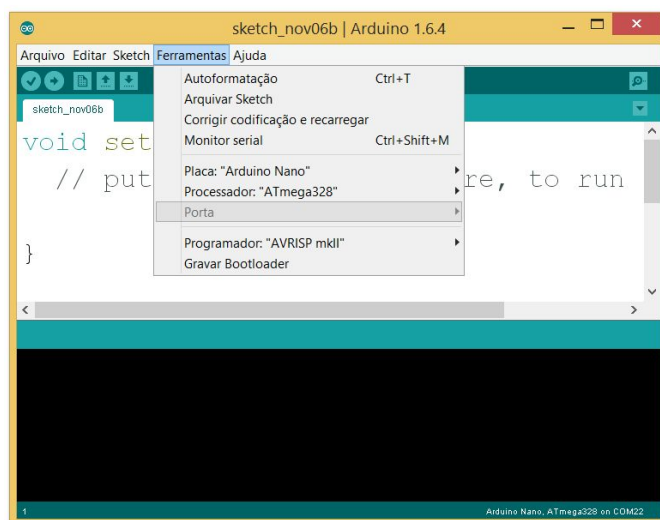 sketch_nov06b | Arduino 1.6.4
Arquivo Editar Sketch Ferramentas Ajuda
sketch_nov06b
Autoformatação Ctrl+T
Arquivar Sketch
Corrigir codificação e recarregar
Monitor serial Ctrl+Shift+M
Placa: "Arduino Nano"
Processador: "ATmega328"
Porta
Programador: "AVRISP mkII"
Gravar Bootloader
void set
// put re, to run
}
1 Arduino Nano, ATmega328 on COM22